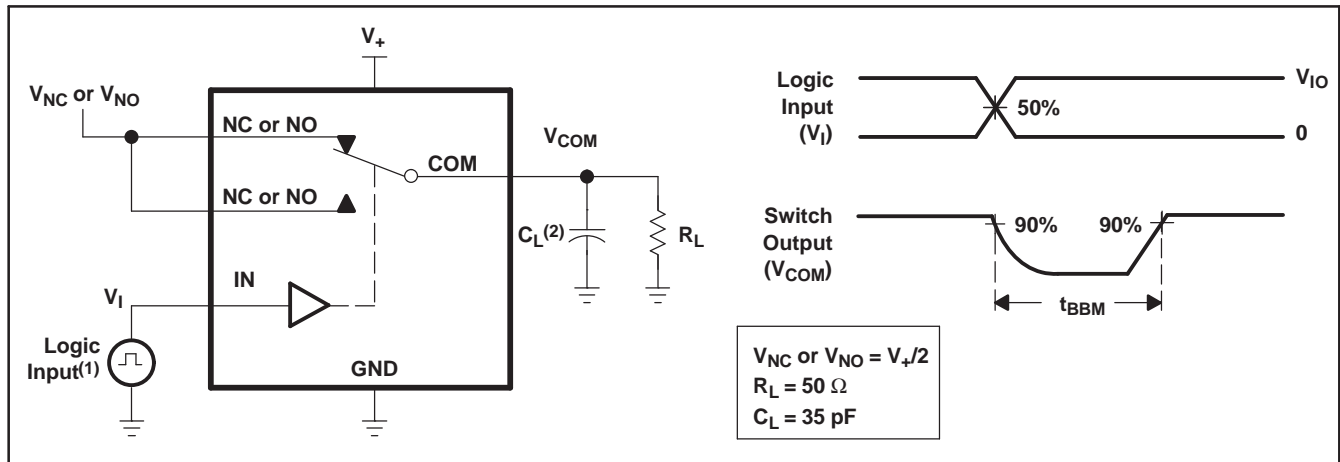 V+
VNC or VNO
NC or NO
COM
VCOM
NC or NO
CL(2)
RL
IN
VI
Logic
Input(1)
GND
Logic
Input
(VI)
50%
VIO
0
Switch
Output
(VCOM)
90%
90%
tBBM
VNC or VNO = V+/2
RL = 50 Ω
CL = 35 pF